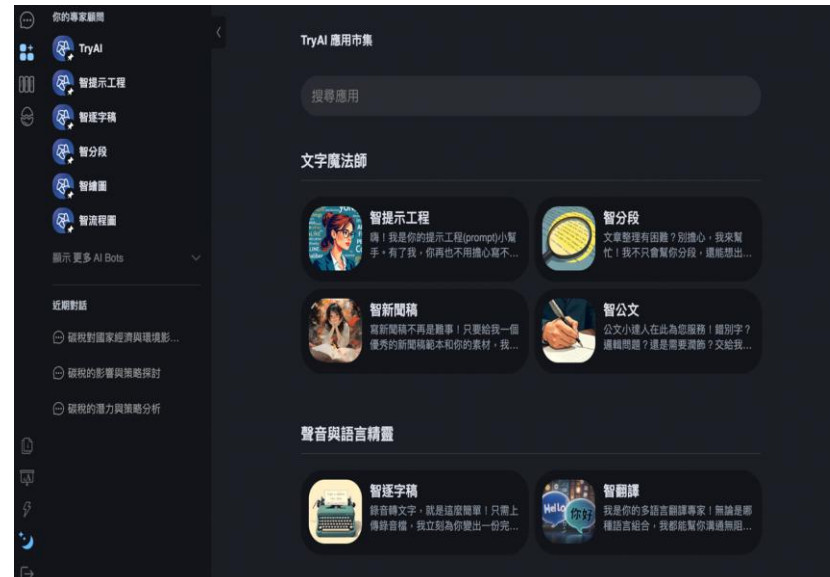 你的專家顧問
TryAI
智提示工程
智逐字稿
智分段
智繪圖
智流程圖
顯示更多 AI Bots
近期對話
碳稅對國家經濟與環境影...
碳稅的影響與策略探討
碳稅的潛力與策略分析
TryAI 應用市集
搜尋應用
文字魔法師
智提示工程
嗨！我是你的提示工程(prompt)小幫
手。有了我，你再也不用擔心寫不...
智分段
文章整理有困難？別擔心，我來幫
忙！我不只會幫你分段，還能想出...
智新聞稿
寫新聞稿不再是難事！只要給我一個
優秀的新聞稿範本和你的素材，我...
智公文
公文小達人在此為您服務！錯別字？
邏輯問題？還是需要潤飾？交給我...
聲音與語言精靈
智逐字稿
錄音轉文字，就是這麼簡單！只需上
傳錄音檔，我立刻為你變出一份完...
Hello
你好
智翻譯
我是你的多語言翻譯專家！無論是哪
種語言組合，我都能幫你溝通無阻...